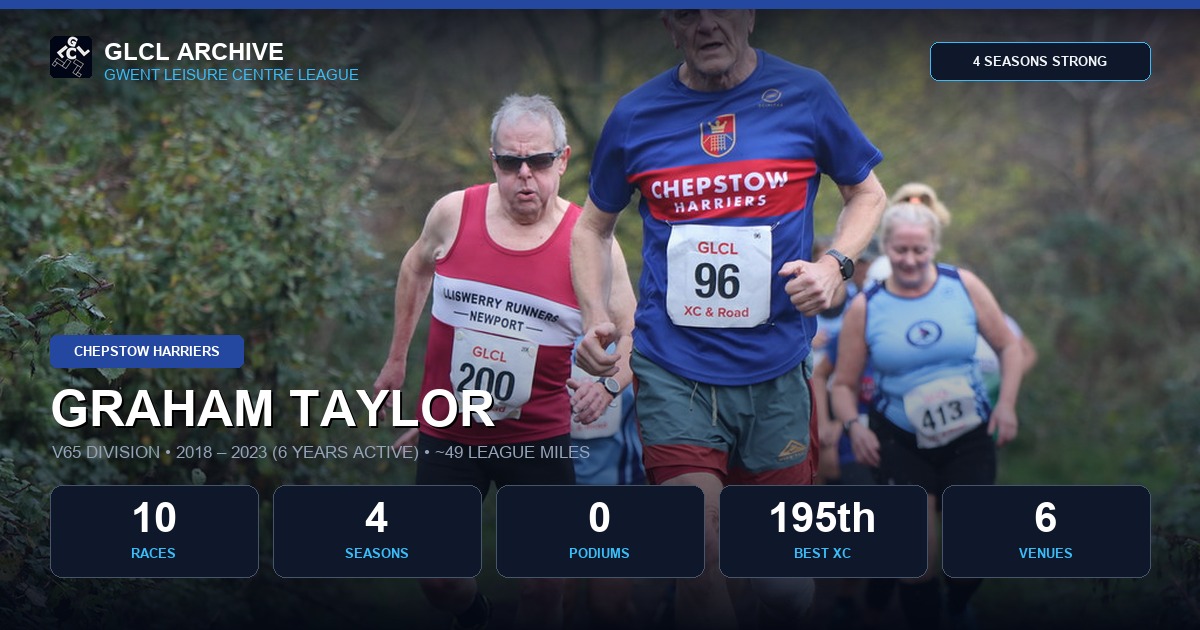 GLCL ARCHIVE
GWENT LEISURE CENTRE LEAGUE
4 SEASONS STRONG
CHEPSTOW
HARRIERS
GLCL
96
XC & Road
LLISWERRY RUNNERS
NEWPORT
GLCL
200
413
CHEPSTOW HARRIERS
GRAHAM TAYLOR
V65 DIVISION • 2018 – 2023 (6 YEARS ACTIVE) • ~49 LEAGUE MILES
10
RACES
4
SEASONS
0
PODIUMS
195th
BEST XC
6
VENUES